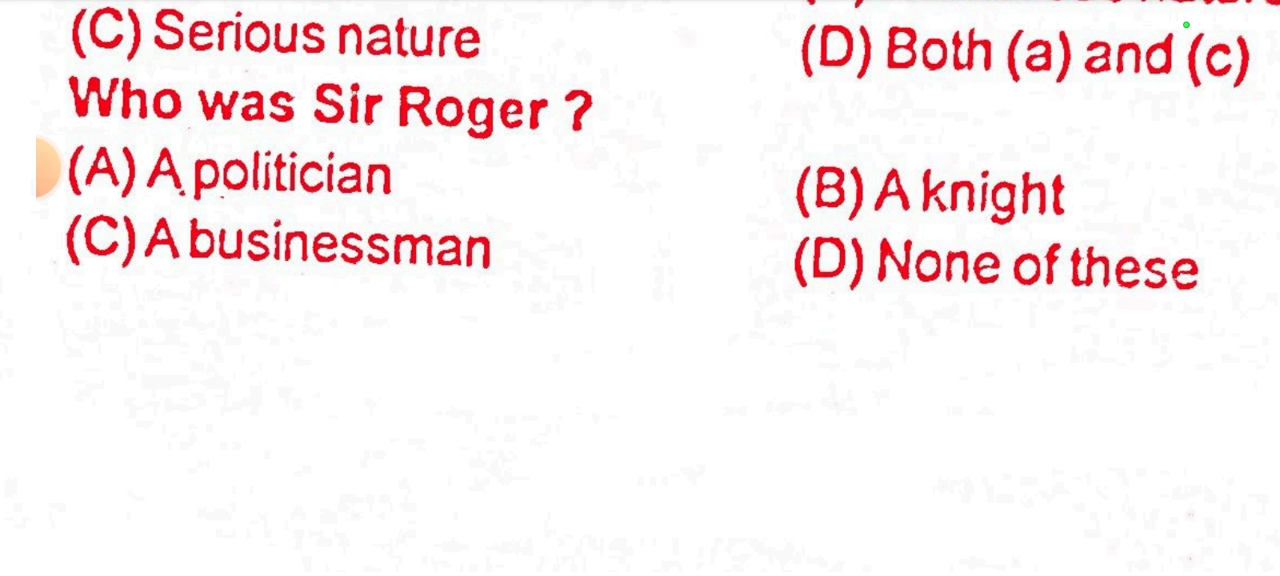 (C) Serious nature (D) Both (a) and (c)
Who was Sir Roger ?
(A) A politician (B) A knight
(C) A businessman (D) None of these